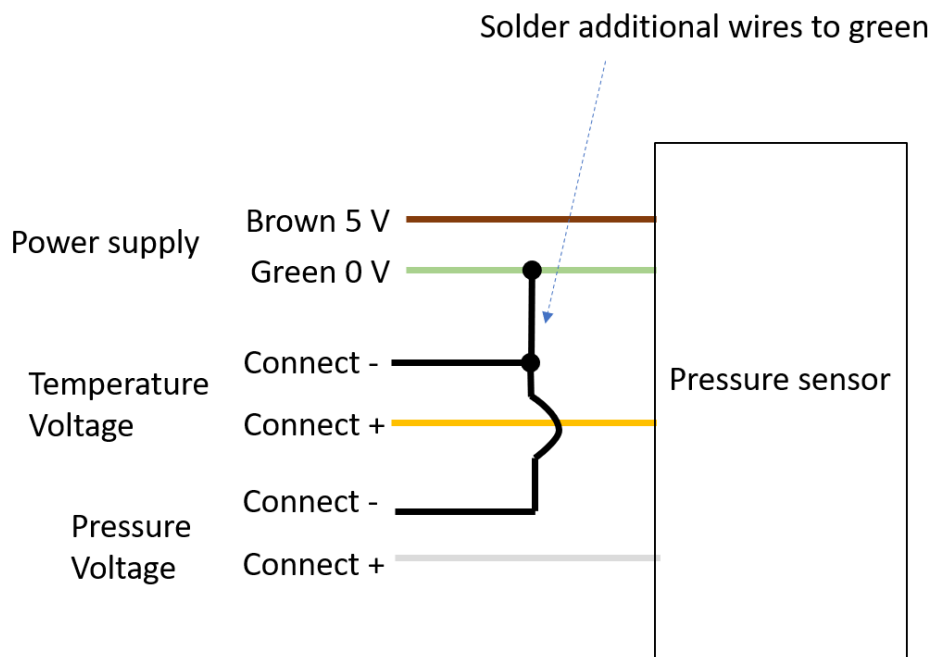 Solder additional wires to green
Brown 5 V
Power supply
Green 0 V
Connect -
Temperature
Voltage
Connect +
Pressure sensor
Connect -
Pressure
Voltage
Connect +